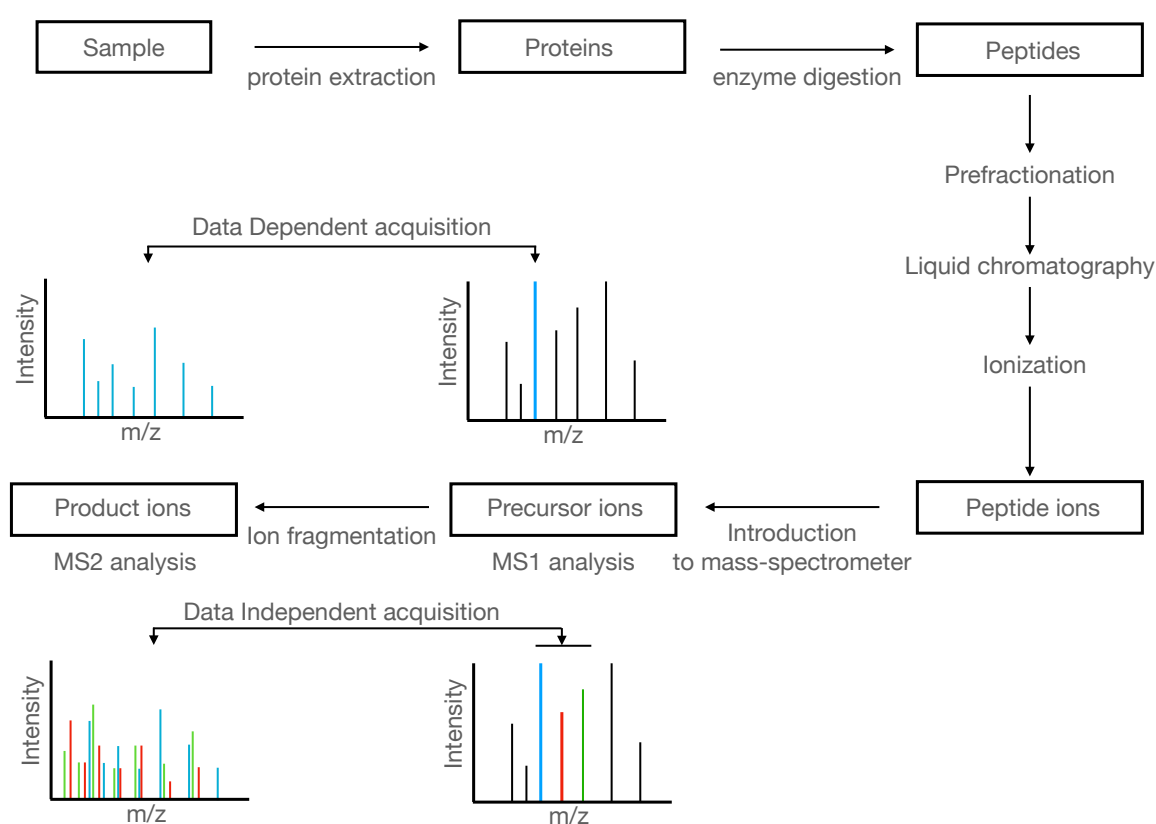 Sample
protein extraction
Proteins
enzyme digestion
Peptides
Prefractionation
Liquid chromatography
Ionization
Data Dependent acquisition
Intensity
m/z
Intensity
m/z
Product ions
MS2 analysis
Ion fragmentation
Precursor ions
MS1 analysis
Introduction
to mass-spectrometer
Peptide ions
Data Independent acquisition
Intensity
m/z
Intensity
m/z